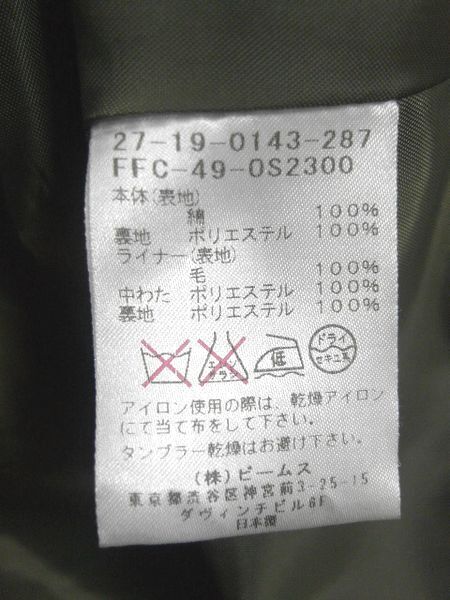 27-19-0143-287
FFC-49-0S2300
本体(表地)
綿 100%
裏地 ポリエステル 100%
ライナー(表地)
毛 100%
中わた ポリエステル 100%
裏地 ポリエステル 100%
エンソ サラシ 低 ドライ セキユ系
アイロン使用の際は、乾燥アイロン
にて当て布をして下さい。
タンブラー乾燥はお避け下さい。
(株)ビームス
東京都渋谷区神宮前3-25-15
ダヴィンチビル6F
日本製